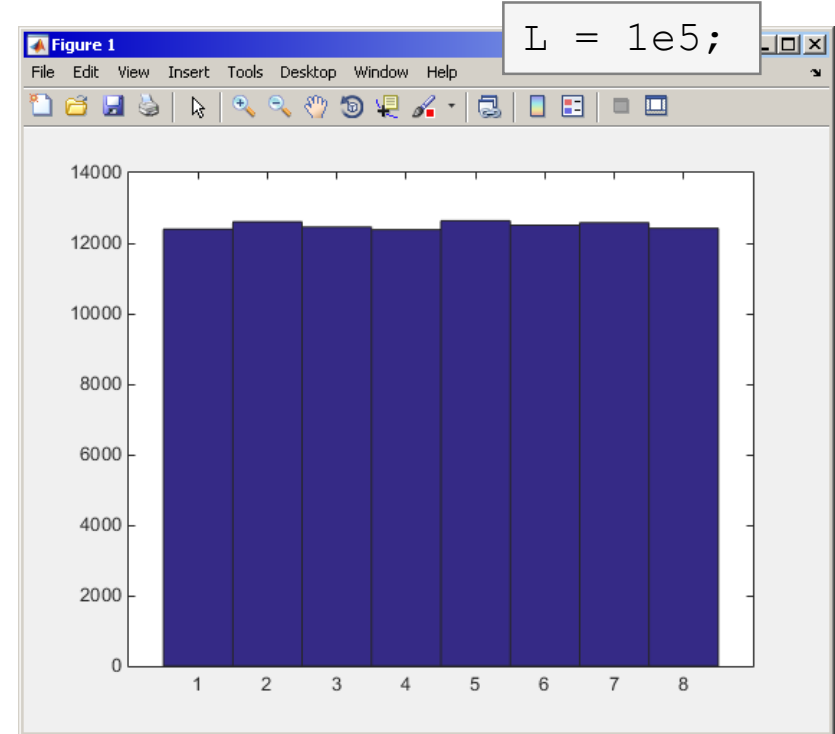 L = 1e5;
Figure 1
File Edit View Insert Tools Desktop Window Help
14000
12000
10000
8000
6000
4000
2000
0
1 2 3 4 5 6 7 8